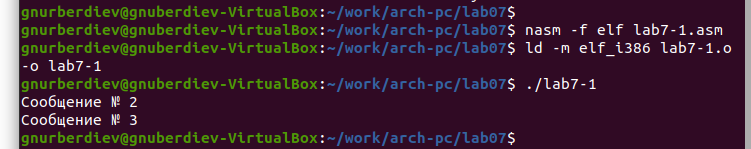 gnurberdiev@gnuberdiev-VirtualBox:~/work/arch-pc/lab07$
gnurberdiev@gnuberdiev-VirtualBox:~/work/arch-pc/lab07$ nasm -f elf lab7-1.asm
gnurberdiev@gnuberdiev-VirtualBox:~/work/arch-pc/lab07$ ld -m elf_i386 lab7-1.o
-o lab7-1
gnurberdiev@gnuberdiev-VirtualBox:~/work/arch-pc/lab07$ ./lab7-1
Сообщение № 2
Сообщение № 3
gnurberdiev@gnuberdiev-VirtualBox:~/work/arch-pc/lab07$